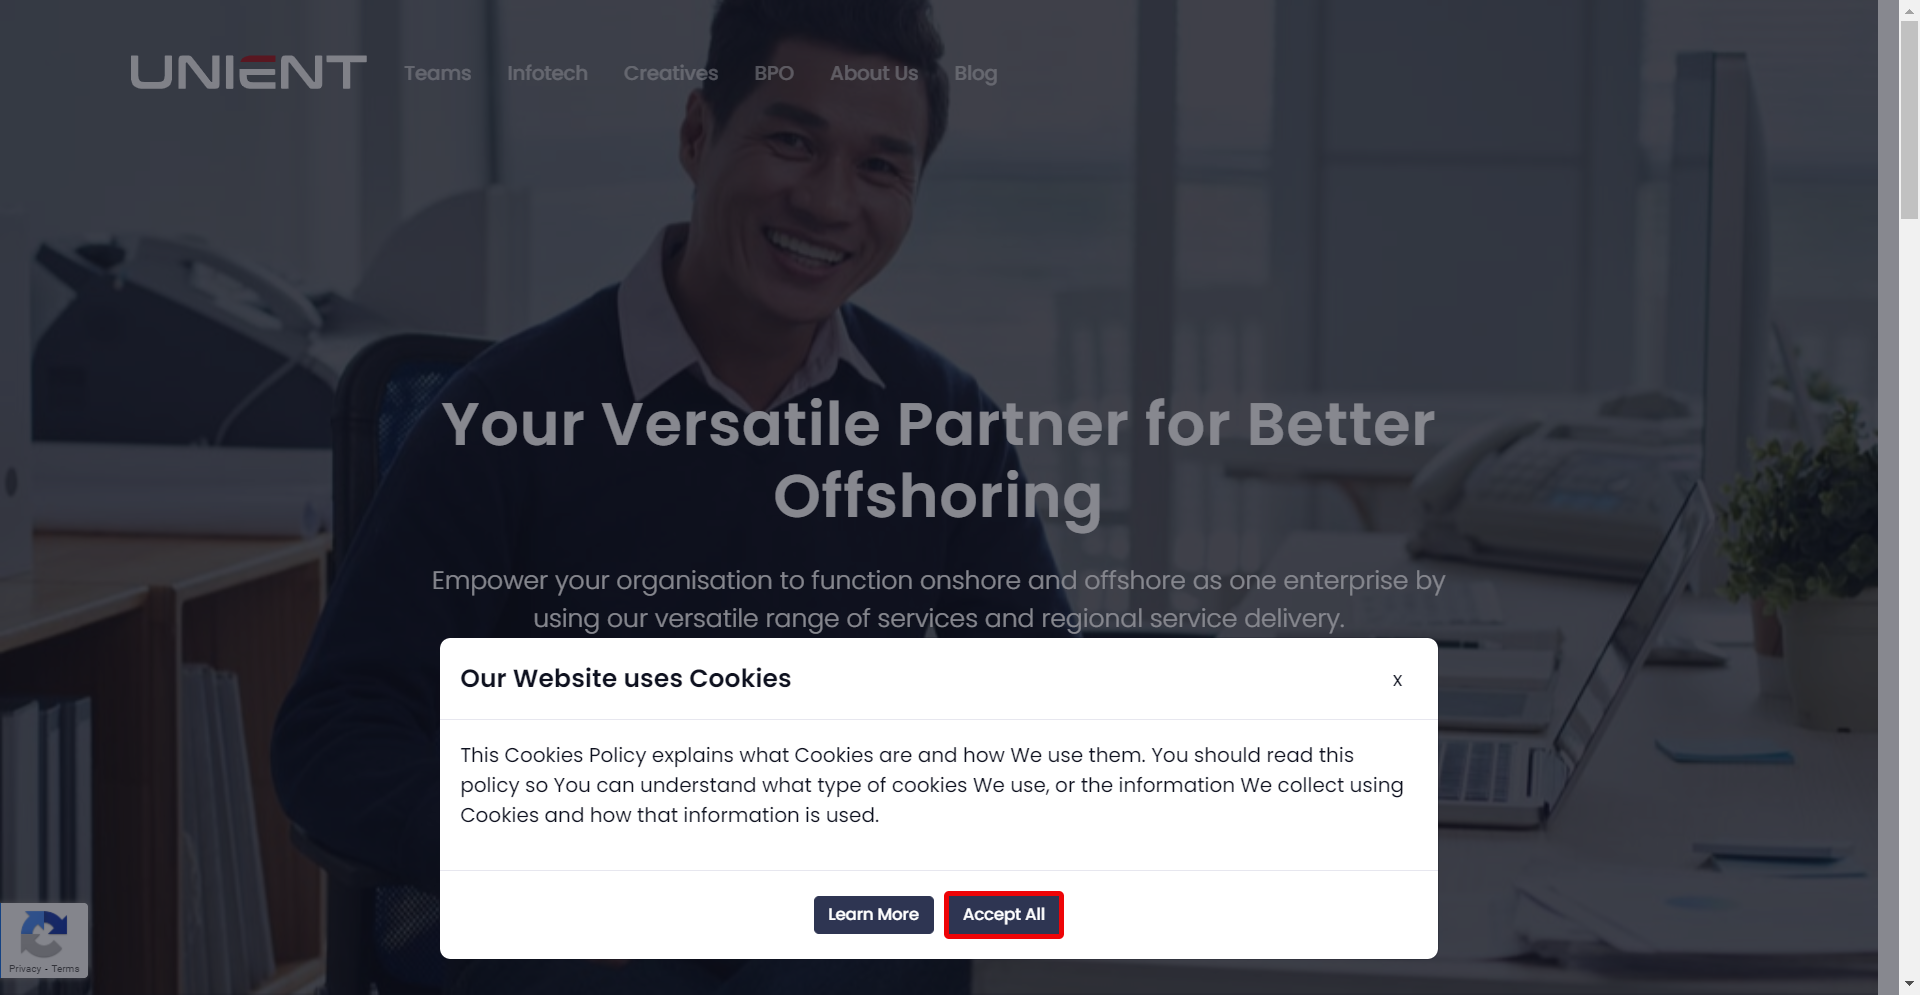 UNIENT Teams Infotech Creatives BPO About Us Blog
Your Versatile Partner for Better
Offshoring
Empower your organisation to function onshore and offshore as one enterprise by
using our versatile range of services and regional service delivery.
Our Website uses Cookies x
This Cookies Policy explains what Cookies are and how We use them. You should read this
policy so You can understand what type of cookies We use, or the information We collect using
Cookies and how that information is used.
Learn More Accept All
Privacy - Terms